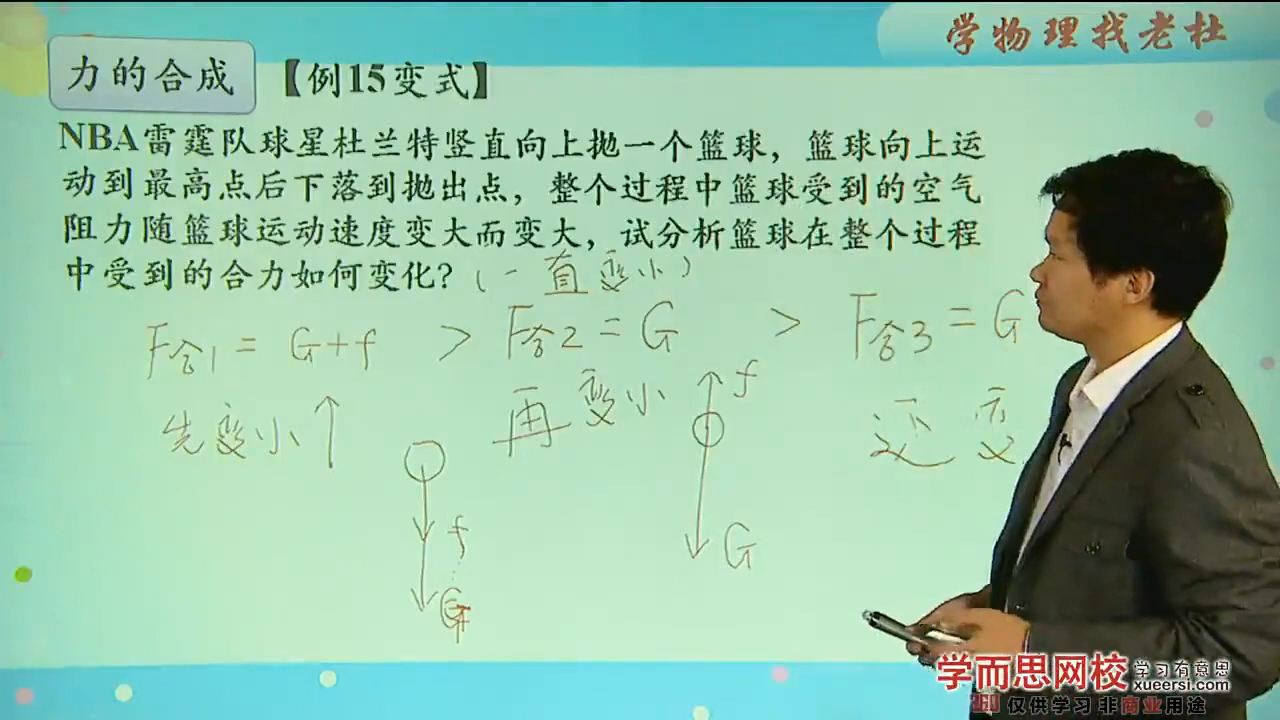 学物理找老杜
力的合成 【例15变式】
NBA雷霆队球星杜兰特竖直向上抛一个篮球，篮球向上运
动到最高点后下落到抛出点，整个过程中篮球受到的空气
阻力随篮球运动速度变大而变大，试分析篮球在整个过程
中受到的合力如何变化？（一直变小）
F合1 = G+f > F合2 = G > F合3 = G
先变小↑ 再变小 还变
f
f
G
G
学而思网校 学习有意思
xueersi.com
360 仅供学习 非商业用途